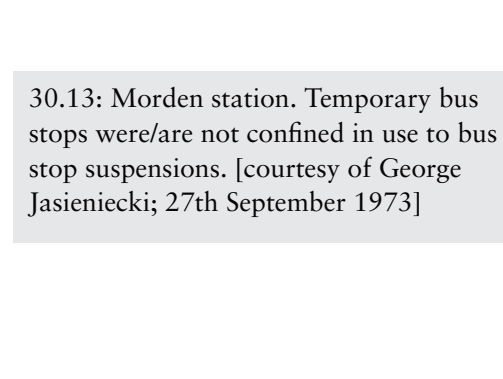 30.13: Morden station. Temporary bus
stops were/are not confined in use to bus
stop suspensions. [courtesy of George
Jasieniecki; 27th September 1973]